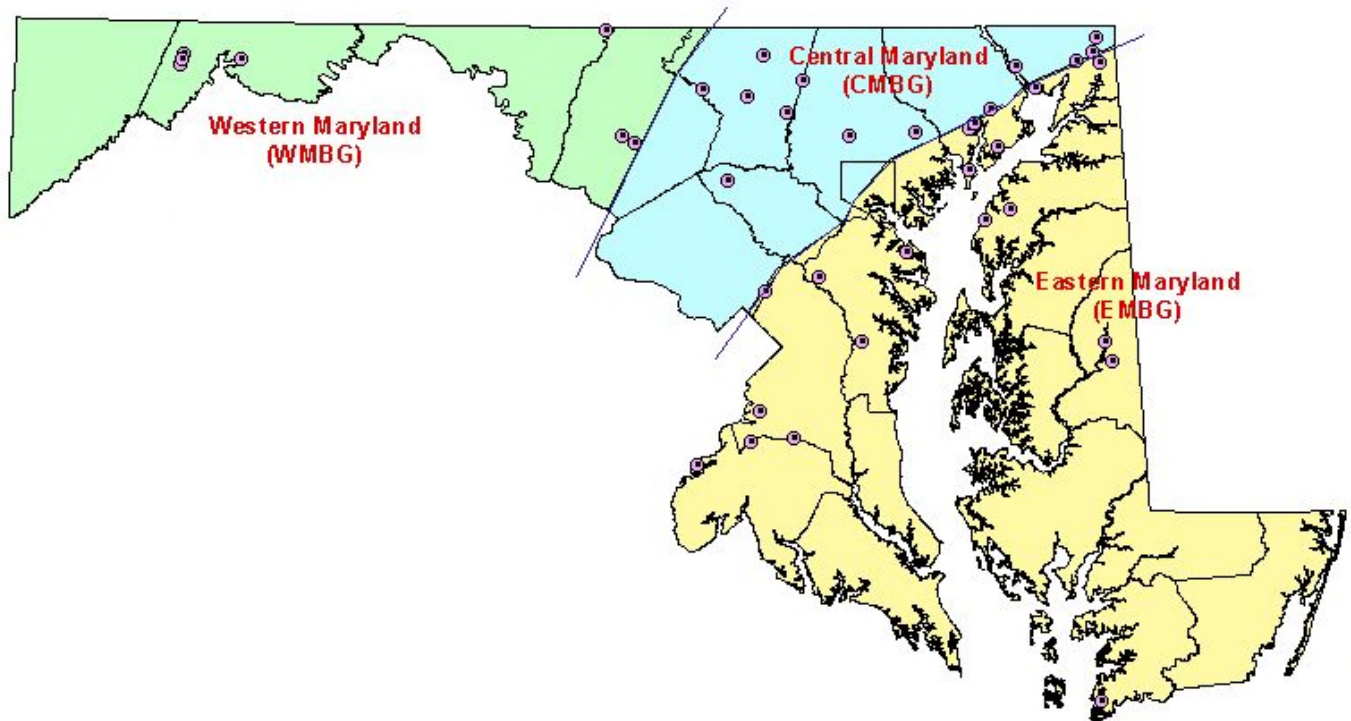 Central Maryland
(CMBG)
Western Maryland
(WMBG)
Eastern Maryland
(EMBG)